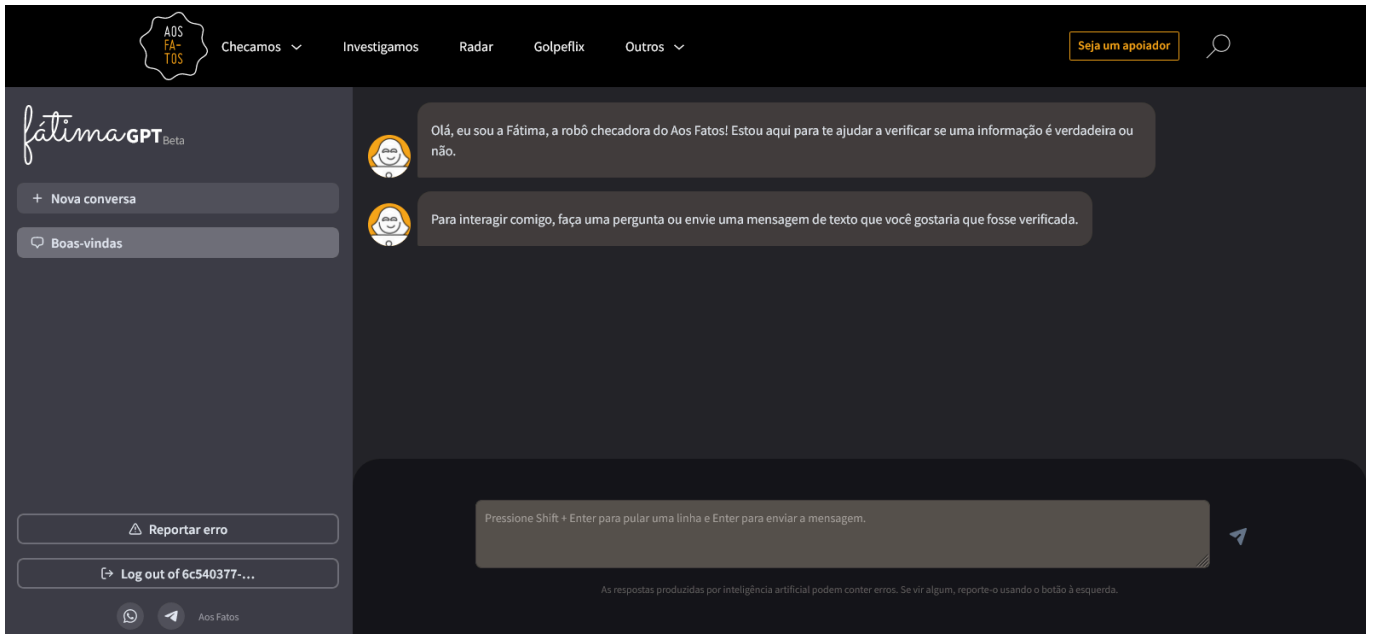 AOS
FA-
TOS
Checamos
Investigamos
Radar
Golpeflix
Outros
Seja um apoiador
fátimaGPT Beta
+ Nova conversa
Boas-vindas
Olá, eu sou a Fátima, a robô checadora do Aos Fatos! Estou aqui para te ajudar a verificar se uma informação é verdadeira ou
não.
Para interagir comigo, faça uma pergunta ou envie uma mensagem de texto que você gostaria que fosse verificada.
Reportar erro
Log out of 6c540377-...
Aos Fatos
Pressione Shift + Enter para pular uma linha e Enter para enviar a mensagem.
As respostas produzidas por inteligência artificial podem conter erros. Se vir algum, reporte-o usando o botão à esquerda.